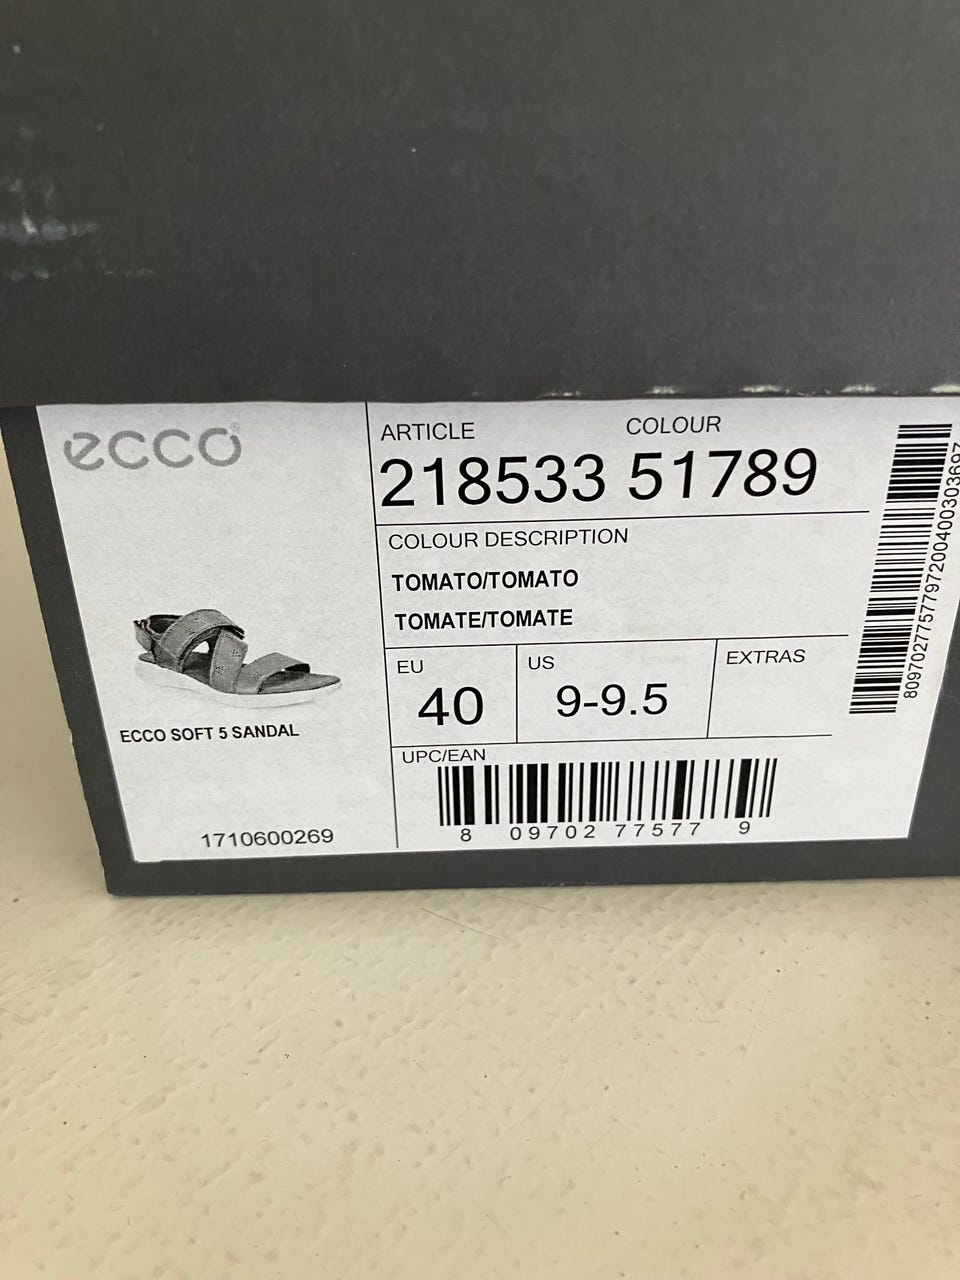 ecco
ARTICLE COLOUR
218533 51789
COLOUR DESCRIPTION
TOMATO/TOMATO
TOMATE/TOMATE
EU US EXTRAS
40 9-9.5
ECCO SOFT 5 SANDAL
UPC/EAN
8 09702 77577 9
1710600269
8097027757797200400303697